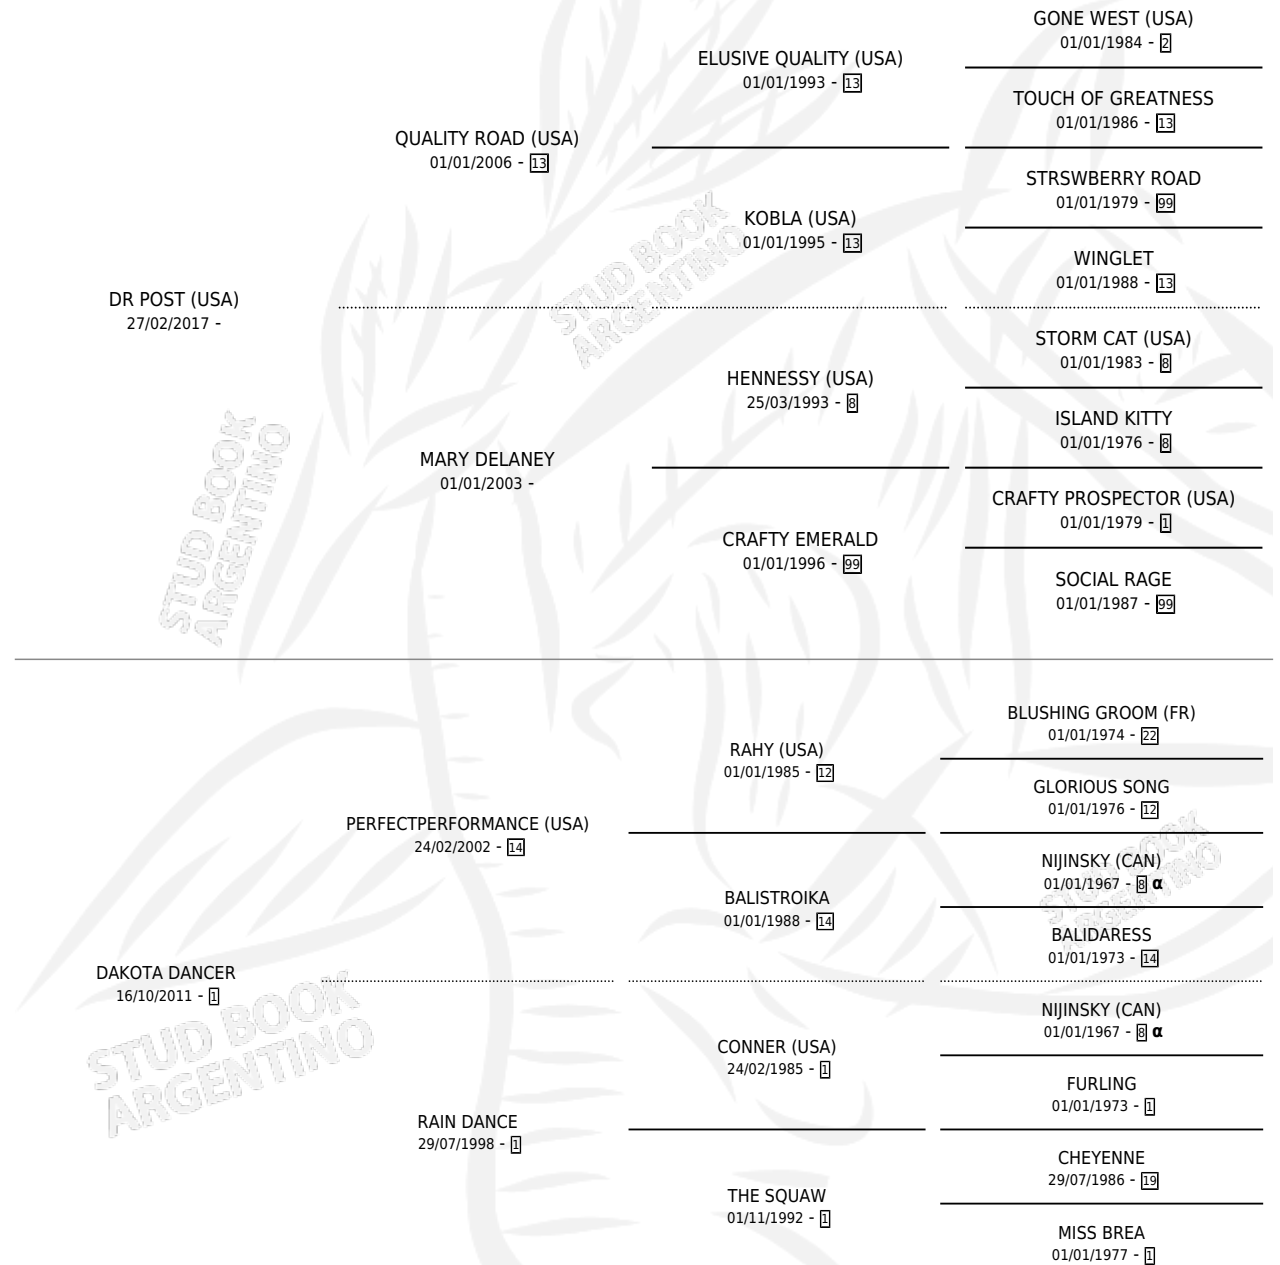 GONE WEST (USA)
01/01/1984 - 2
ELUSIVE QUALITY (USA)
01/01/1993 - 13
TOUCH OF GREATNESS
01/01/1986 - 13
QUALITY ROAD (USA)
01/01/2006 - 13
STRSWBERRY ROAD
01/01/1979 - 99
KOBLA (USA)
01/01/1995 - 13
WINGLET
01/01/1988 - 13
DR POST (USA)
27/02/2017 -
STORM CAT (USA)
01/01/1983 - 8
HENNESSY (USA)
25/03/1993 - 8
ISLAND KITTY
01/01/1976 - 8
MARY DELANEY
01/01/2003 -
CRAFTY PROSPECTOR (USA)
01/01/1979 - 1
CRAFTY EMERALD
01/01/1996 - 99
SOCIAL RAGE
01/01/1987 - 99
BLUSHING GROOM (FR)
01/01/1974 - 22
RAHY (USA)
01/01/1985 - 12
GLORIOUS SONG
01/01/1976 - 12
PERFECTPERFORMANCE (USA)
24/02/2002 - 14
NIJINSKY (CAN)
01/01/1967 - 8 α
BALISTROIKA
01/01/1988 - 14
BALIDARESS
01/01/1973 - 14
DAKOTA DANCER
16/10/2011 - 1
NIJINSKY (CAN)
01/01/1967 - 8 α
CONNER (USA)
24/02/1985 - 1
FURLING
01/01/1973 - 1
RAIN DANCE
29/07/1998 - 1
CHEYENNE
29/07/1986 - 19
THE SQUAW
01/11/1992 - 1
MISS BREA
01/01/1977 - 1
STUD BOOK
ARGENTINO
STUD BOOK
ARGENTINO
STUD BOOK
ARGENTINO
STUD BOOK
ARGENTINO